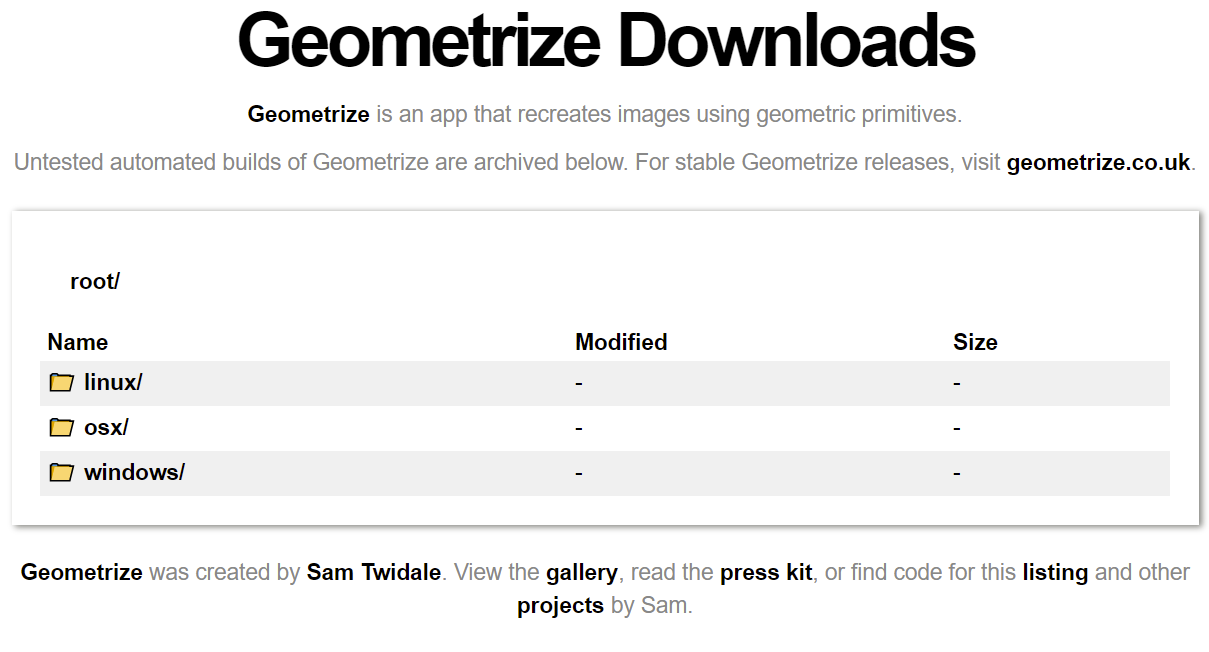 Geometrize Downloads
Geometrize is an app that recreates images using geometric primitives.
Untested automated builds of Geometrize are archived below. For stable Geometrize releases, visit geometrize.co.uk.
root/
Name Modified Size
linux/ - -
osx/ - -
windows/ - -
Geometrize was created by Sam Twidale. View the gallery, read the press kit, or find code for this listing and other
projects by Sam.